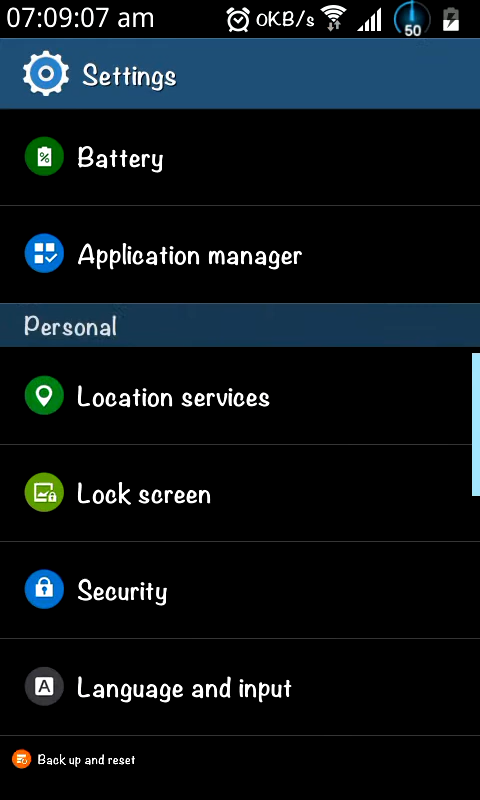 07:09:07 am 0KB/s 50
Settings
Battery
Application manager
Personal
Location services
Lock screen
Security
A Language and input
Back up and reset